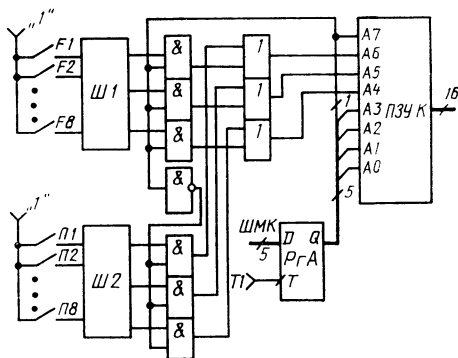 „1"
F1
F2
F8
Ш1
&
&
&
&
1
1
1
A7
A6
A5
A4
A3
A2
A1
A0
ПЗУ К
16
1
5
„1"
П1
П2
П8
Ш2
&
&
&
ШМК
5
D Q
РгА
T1
T